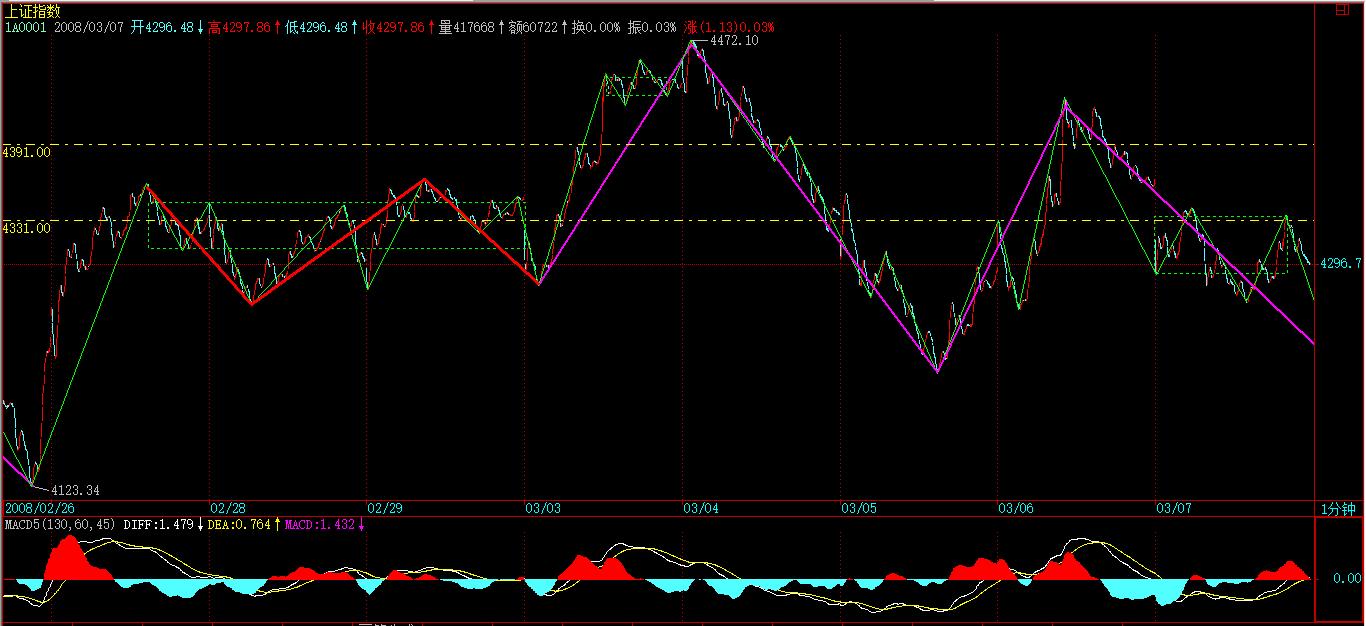 上证指数
1A0001 2008/03/07 开4296.48↓高4297.86↑低4296.48↑收4297.86↑量417668↑额60722↑换0.00% 振0.03% 涨(1.13)0.03%
4472.10
4391.00
4331.00
4296.7
4123.34
2008/02/26 02/28 02/29 03/03 03/04 03/05 03/06 03/07 1分钟
MACD5(130,60,45) DIFF:1.479↓DEA:0.764↑MACD:1.432↓
0.00